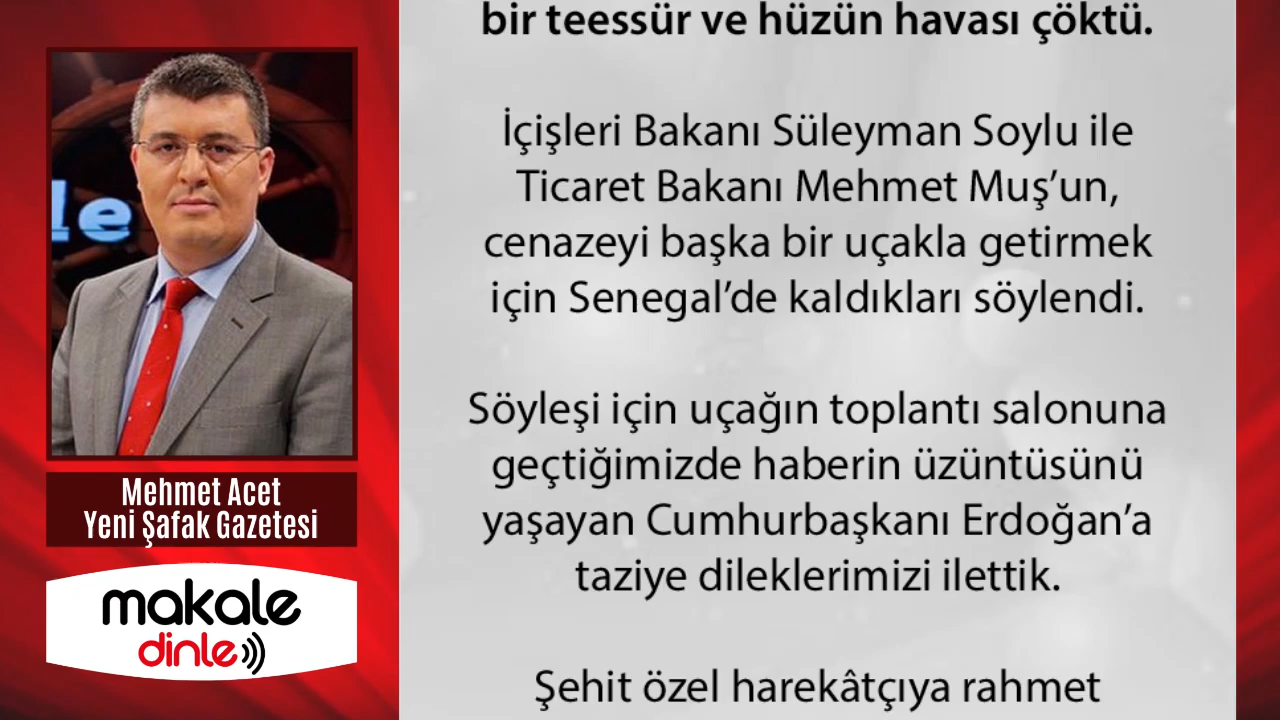 le
Mehmet Acet
Yeni Şafak Gazetesi
makale
dinle
bir teessür ve hüzün havası çöktü.
İçişleri Bakanı Süleyman Soylu ile
Ticaret Bakanı Mehmet Muş’un,
cenazeyi başka bir uçakla getirmek
için Senegal’de kaldıkları söylendi.
Söyleşi için uçağın toplantı salonuna
geçtiğimizde haberin üzüntüsünü
yaşayan Cumhurbaşkanı Erdoğan’a
taziye dileklerimizi ilettik.
Şehit özel harekâtçıya rahmet